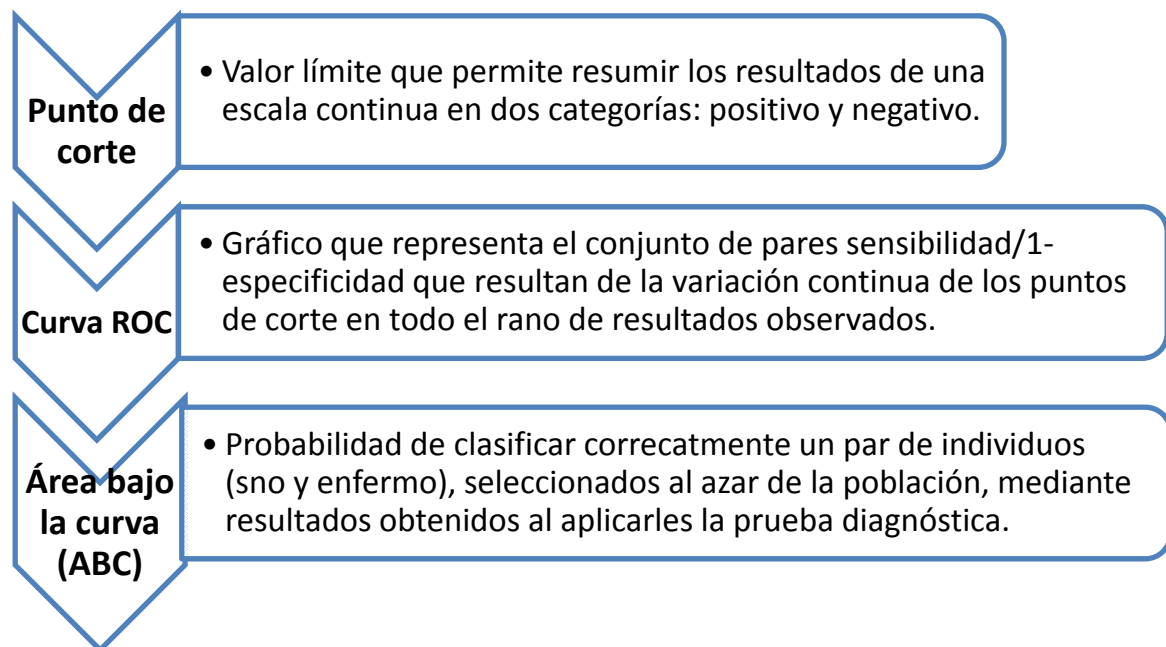 Punto de
corte
• Valor límite que permite resumir los resultados de una
escala continua en dos categorías: positivo y negativo.
Curva ROC
• Gráfico que representa el conjunto de pares sensibilidad/1-
especificidad que resultan de la variación continua de los puntos
de corte en todo el rano de resultados observados.
Área bajo
la curva
(ABC)
• Probabilidad de clasificar correcatmente un par de individuos
(sno y enfermo), seleccionados al azar de la población, mediante
resultados obtenidos al aplicarles la prueba diagnóstica.